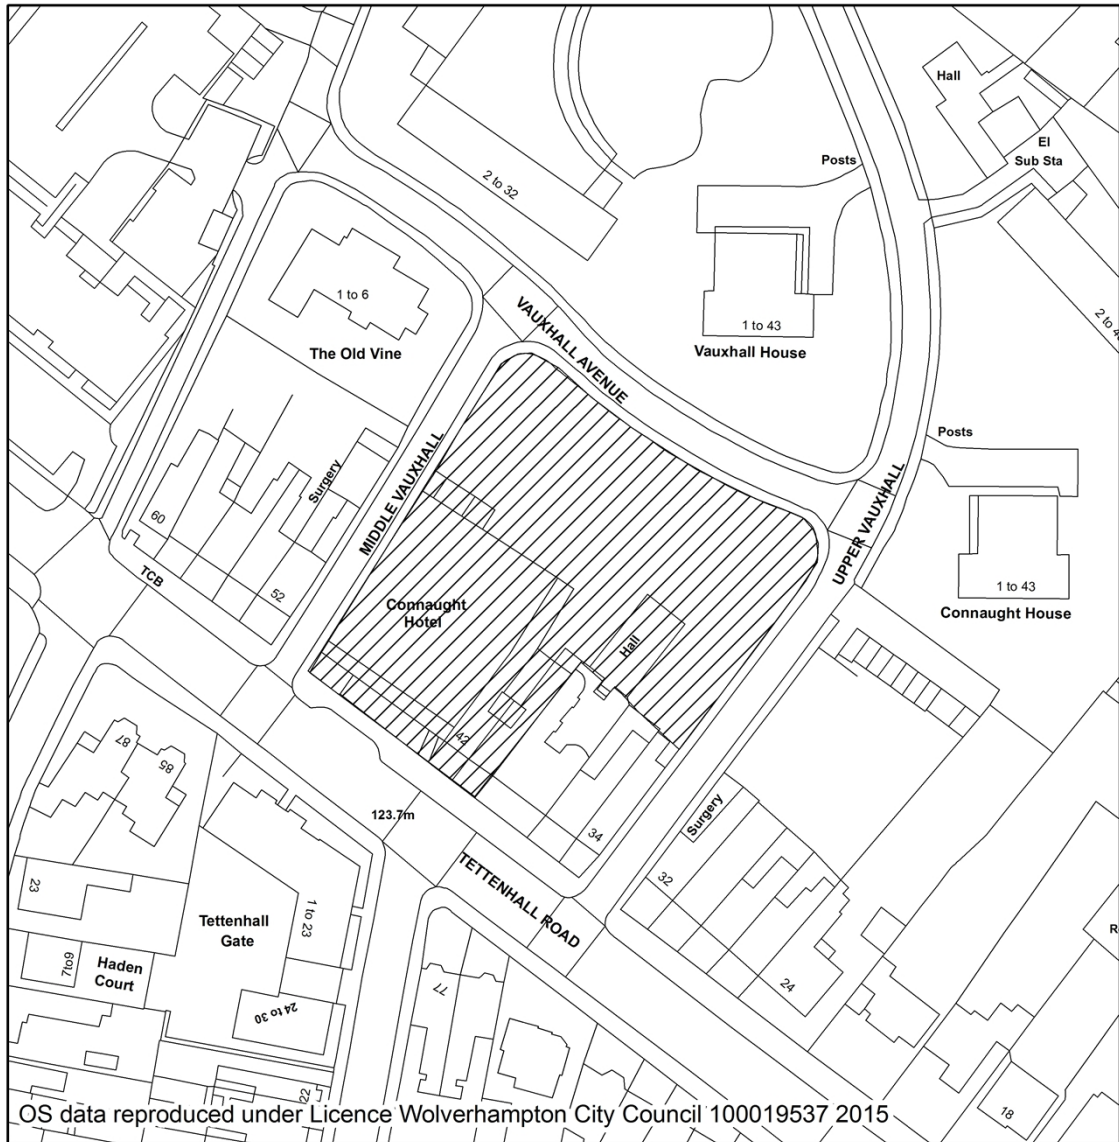 Hall
El
Sub Sta
Posts
2 to 32
1 to 6
The Old Vine
VAUXHALL AVENUE
1 to 43
Vauxhall House
Posts
MIDDLE VAUXHALL
Surgery
60
52
TCB
UPPER VAUXHALL
1 to 43
Connaught House
Connaught
Hotel
Hall
42
34
87
85
123.7m
Surgery
32
24
TETTENHALL ROAD
23
Tettenhall
Gate
1 to 23
Haden
Court
7to9
24 to 30
77
22
18
OS data reproduced under Licence Wolverhampton City Council 100019537 2015